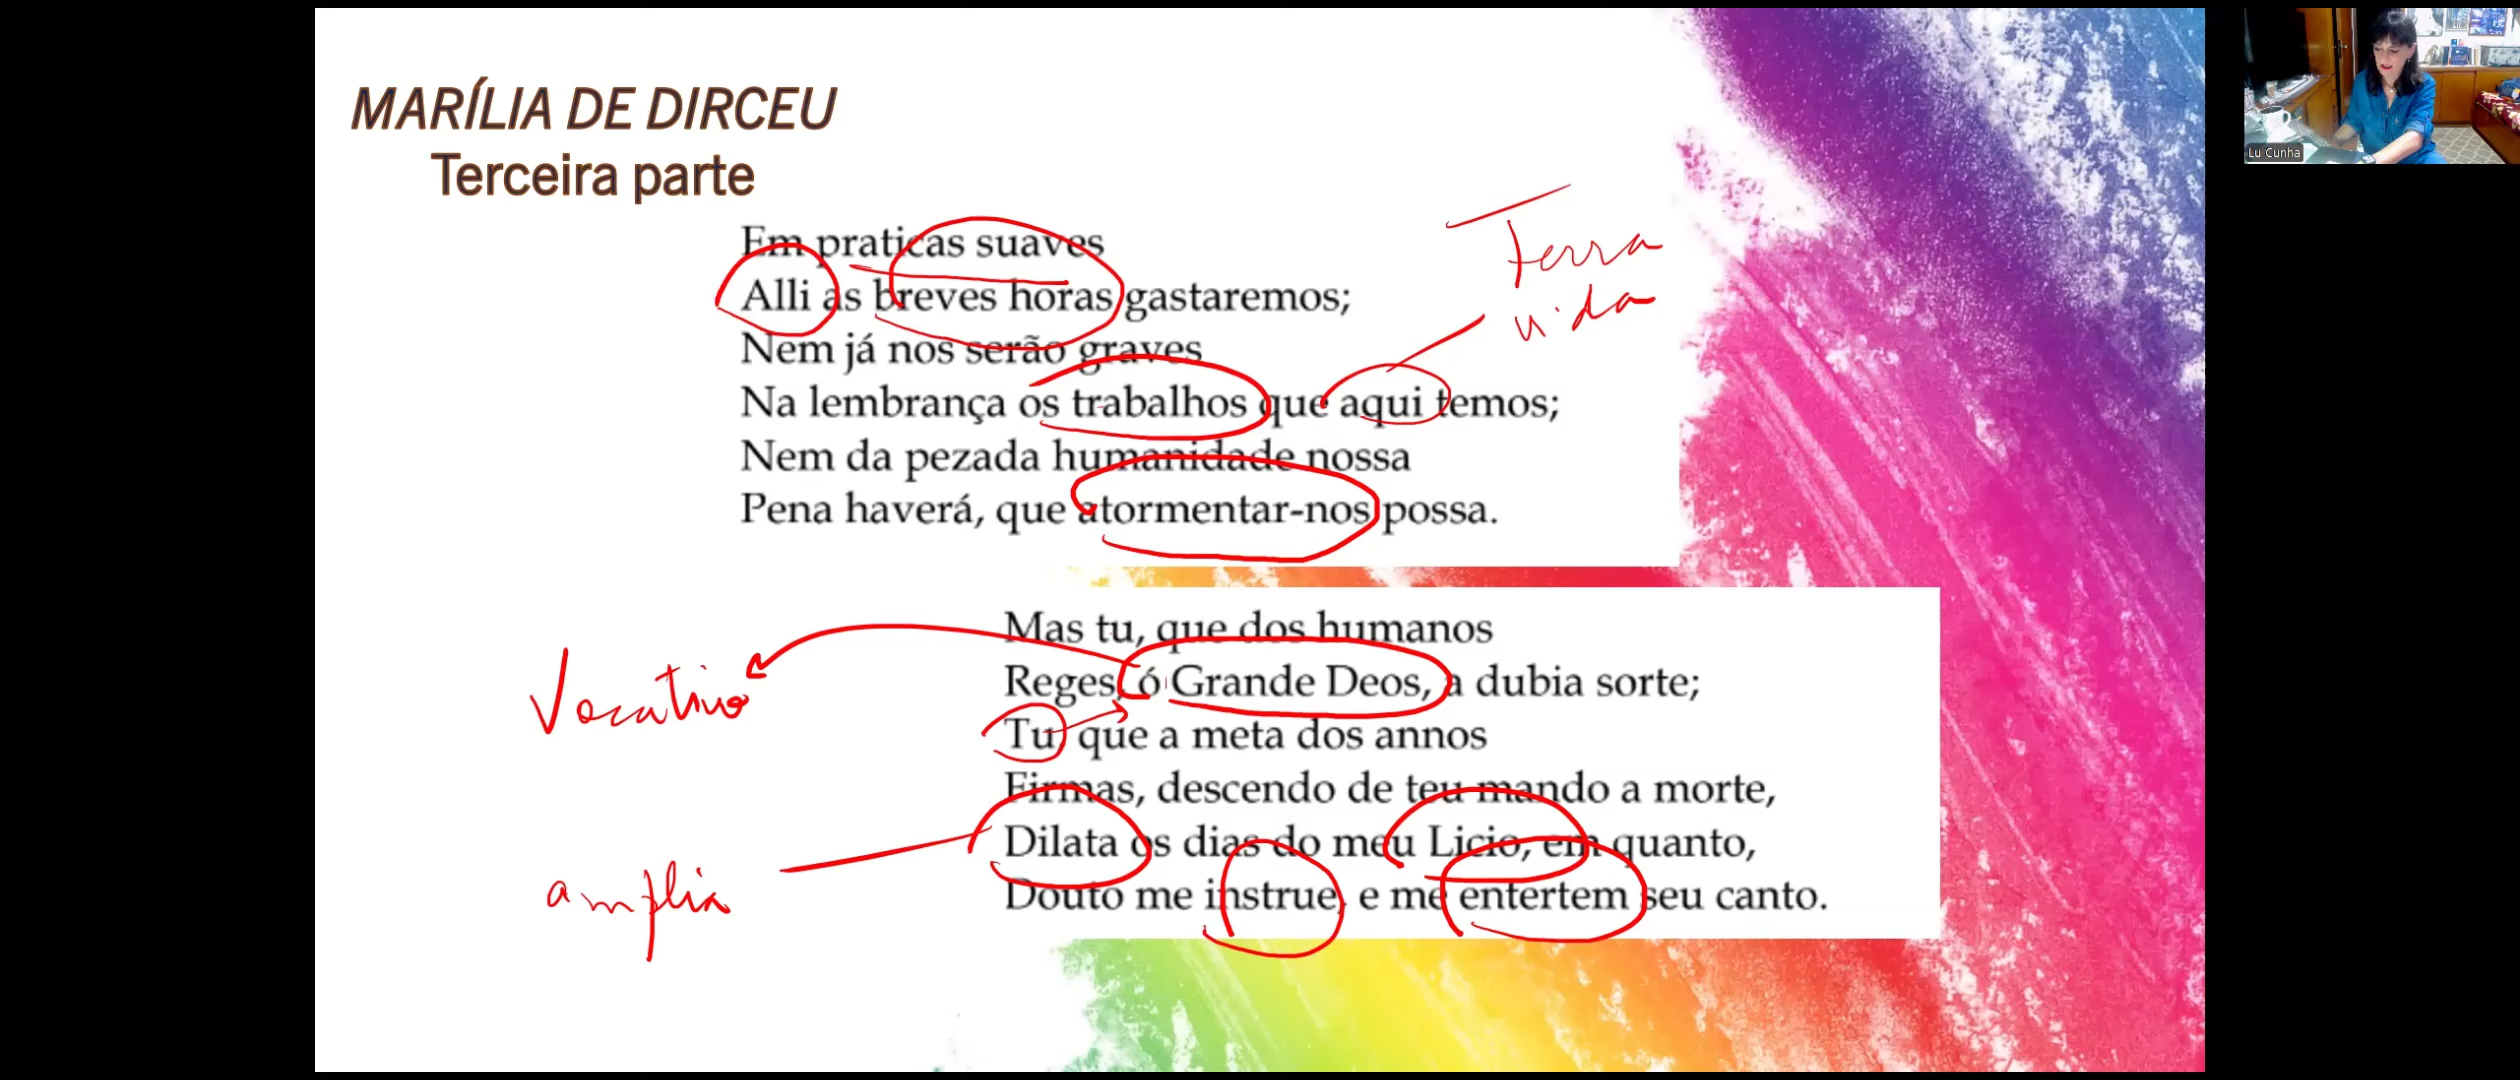 MARÍLIA DE DIRCEU
Terceira parte
Lu Cunha
Em praticas suaves
Alli as breves horas gastaremos;
Nem já nos serão graves
Na lembrança os trabalhos que aqui temos;
Nem da pezada humanidade nossa
Pena haverá, que atormentar-nos possa.
Terra
vida
Mas tu, que dos humanos
Reges, ó Grande Deos, a dubia sorte;
Tu, que a meta dos annos
Firmas, descendo de teu mando a morte,
Dilata os dias do meu Licio, em quanto,
Douto me instrue, e me entertem seu canto.
Vocativo
amplia